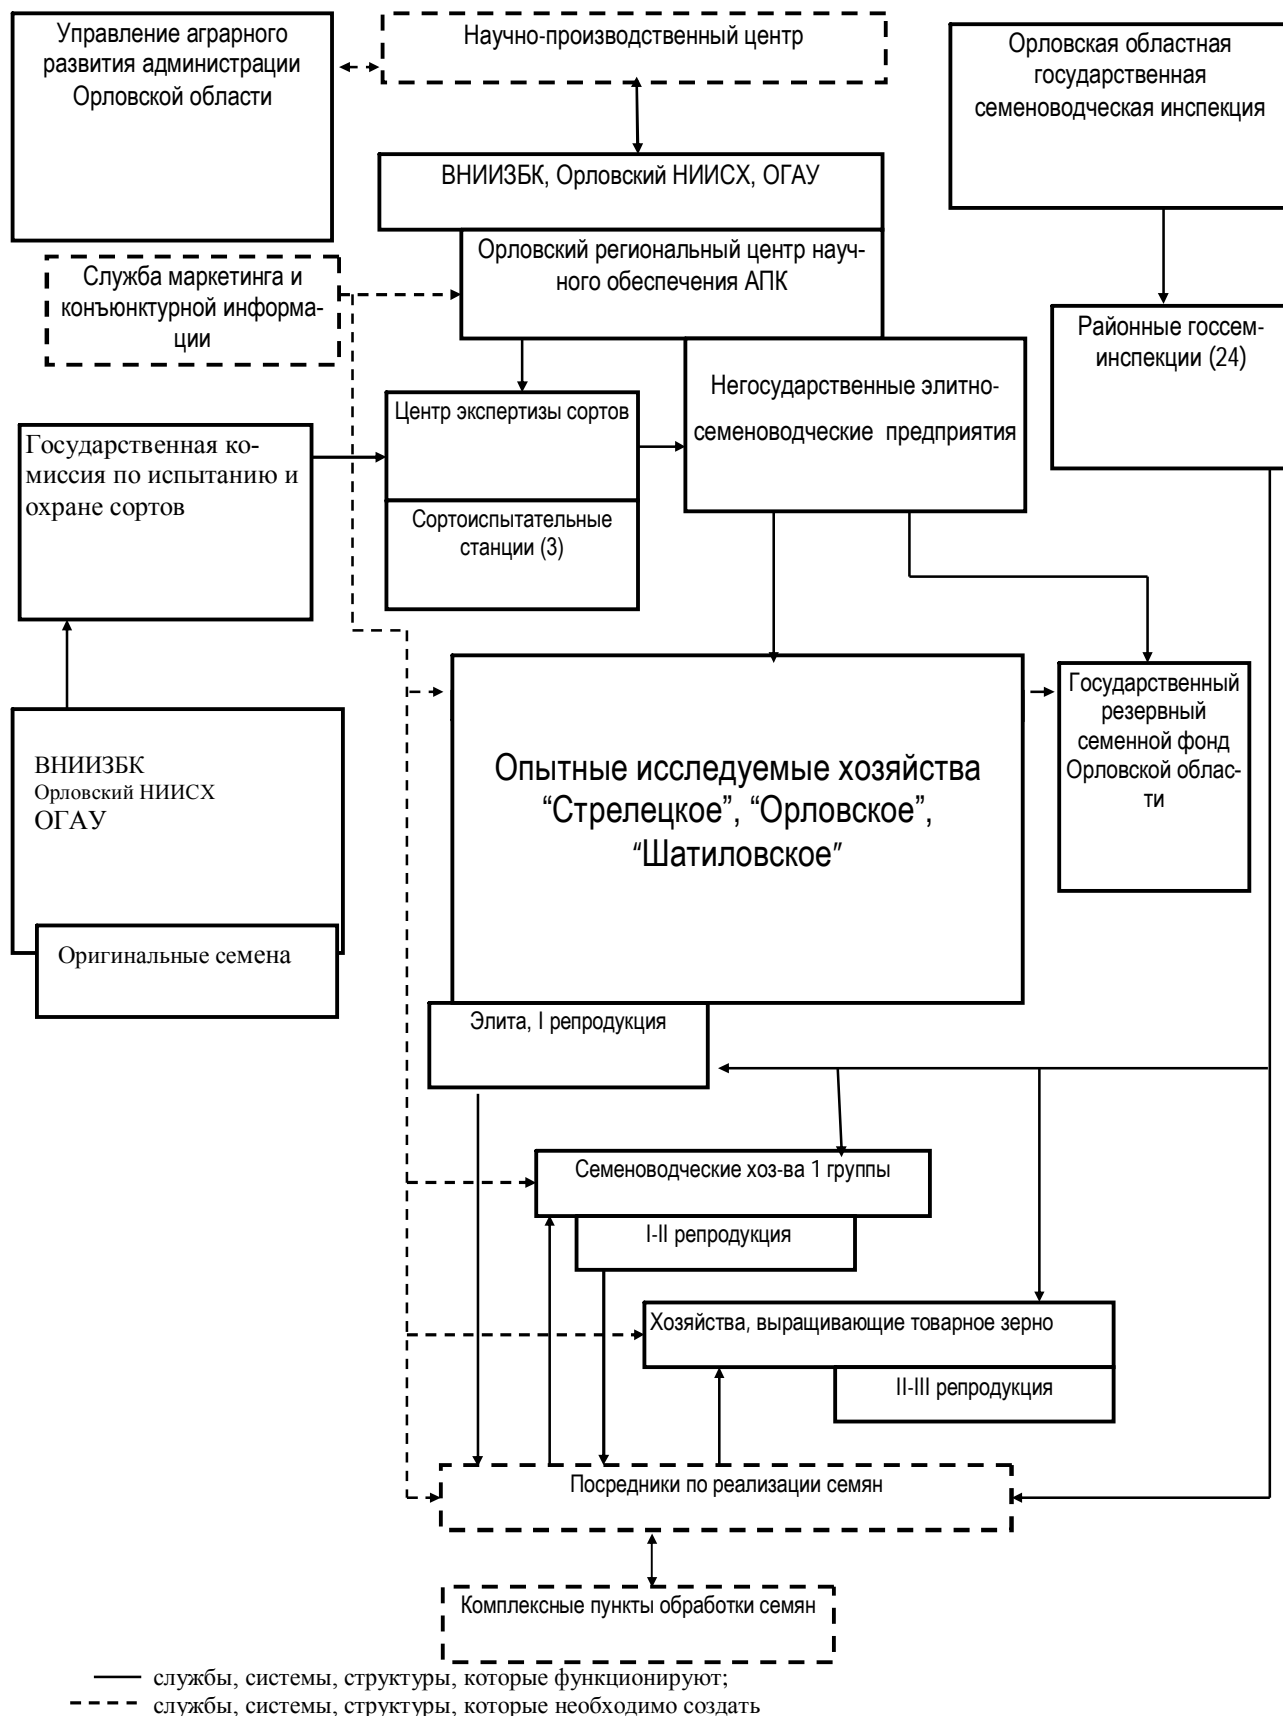 Управление аграрного
развития администрации
Орловской области
Научно-производственный центр
Орловская областная
государственная
семеноводческая инспекция
ВНИИЗБК, Орловский НИИСХ, ОГАУ
Орловский региональный центр науч-
ного обеспечения АПК
Служба маркетинга и
конъюнктурной информа-
ции
Районные госсем-
инспекции (24)
Негосударственные элитно-
семеноводческие предприятия
Центр экспертизы сортов
Государственная ко-
миссия по испытанию и
охране сортов
Сортоиспытательные
станции (3)
Государственный
резервный
семенной фонд
Орловской облас-
ти
Опытные исследуемые хозяйства
“Стрелецкое”, “Орловское”,
“Шатиловское”
ВНИИЗБК
Орловский НИИСХ
ОГАУ
Оригинальные семена
Элита, I репродукция
Семеноводческие хоз-ва 1 группы
I-II репродукция
Хозяйства, выращивающие товарное зерно
II-III репродукция
Посредники по реализации семян
Комплексные пункты обработки семян
службы, системы, структуры, которые функционируют;
службы, системы, структуры, которые необходимо создать